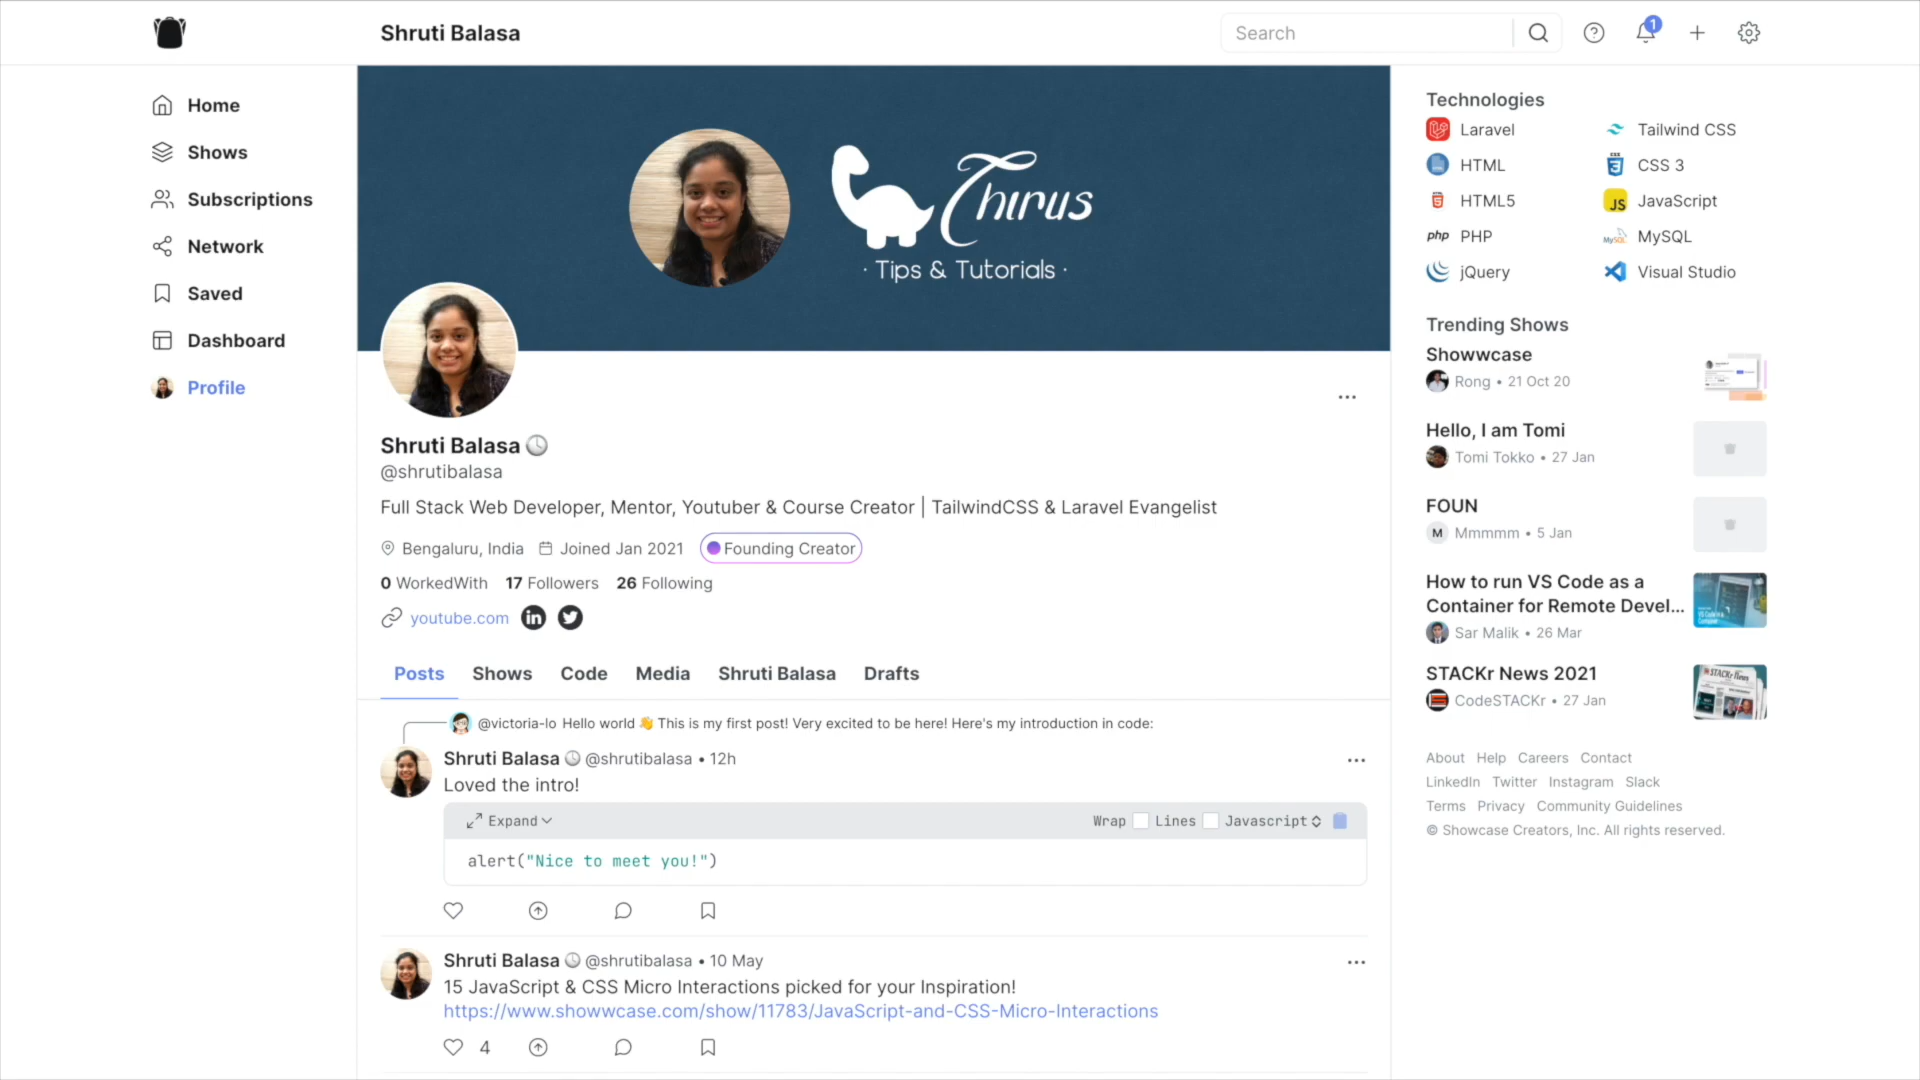 Shruti Balasa
Search
1
Home
Shows
Subscriptions
Network
Saved
Dashboard
Profile
Thirus
· Tips & Tutorials ·
Shruti Balasa
@shrutibalasa
Full Stack Web Developer, Mentor, Youtuber & Course Creator | TailwindCSS & Laravel Evangelist
Bengaluru, India Joined Jan 2021 Founding Creator
0 WorkedWith 17 Followers 26 Following
youtube.com in
Posts Shows Code Media Shruti Balasa Drafts
@victoria-lo Hello world 👋 This is my first post! Very excited to be here! Here's my introduction in code:
Shruti Balasa @shrutibalasa • 12h
Loved the intro!
Expand Wrap Lines Javascript
alert("Nice to meet you!")
Shruti Balasa @shrutibalasa • 10 May
15 JavaScript & CSS Micro Interactions picked for your Inspiration!
https://www.showwcase.com/show/11783/JavaScript-and-CSS-Micro-Interactions
4
Technologies
Laravel Tailwind CSS
HTML CSS 3
HTML5 JS JavaScript
php PHP MySQL MySQL
jQuery Visual Studio
Trending Shows
Showwcase
Rong • 21 Oct 20
Hello, I am Tomi
Tomi Tokko • 27 Jan
FOUN
M Mmmmm • 5 Jan
How to run VS Code as a
Container for Remote Devel...
Sar Malik • 26 Mar
STACKr News 2021
CodeSTACKr • 27 Jan
STACKr News
About Help Careers Contact
LinkedIn Twitter Instagram Slack
Terms Privacy Community Guidelines
© Showcase Creators, Inc. All rights reserved.